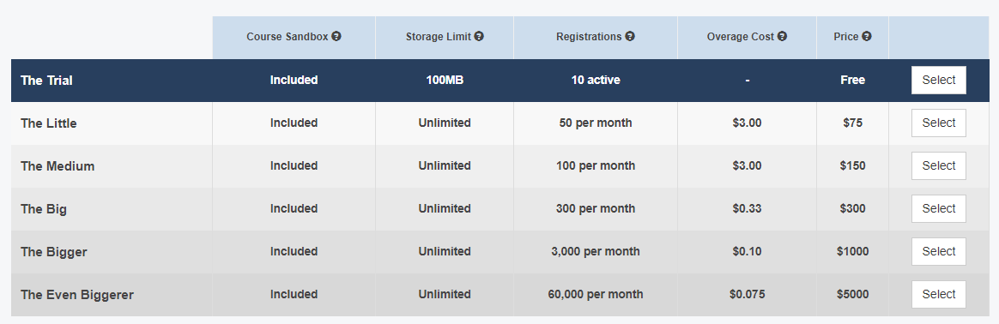 Course Sandbox ? Storage Limit ? Registrations ? Overage Cost ? Price ?
The Trial Included 100MB 10 active - Free Select
The Little Included Unlimited 50 per month $3.00 $75 Select
The Medium Included Unlimited 100 per month $3.00 $150 Select
The Big Included Unlimited 300 per month $0.33 $300 Select
The Bigger Included Unlimited 3,000 per month $0.10 $1000 Select
The Even Biggerer Included Unlimited 60,000 per month $0.075 $5000 Select